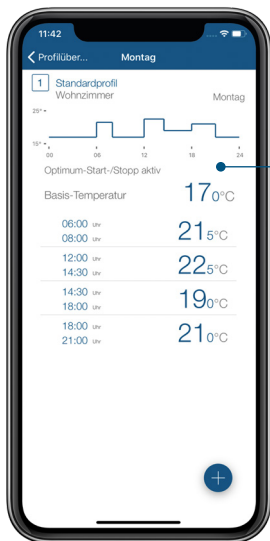 11:42
Profilüber... Montag
1 Standardprofil
Wohnzimmer Montag
25°
15°
00 06 12 18 24
Optimum-Start-/Stopp aktiv
Basis-Temperatur 170°C
06:00 Uhr
08:00 Uhr 215°C
12:00 Uhr
14:30 Uhr 225°C
14:30 Uhr
18:00 Uhr 190°C
18:00 Uhr
21:00 Uhr 210°C
+